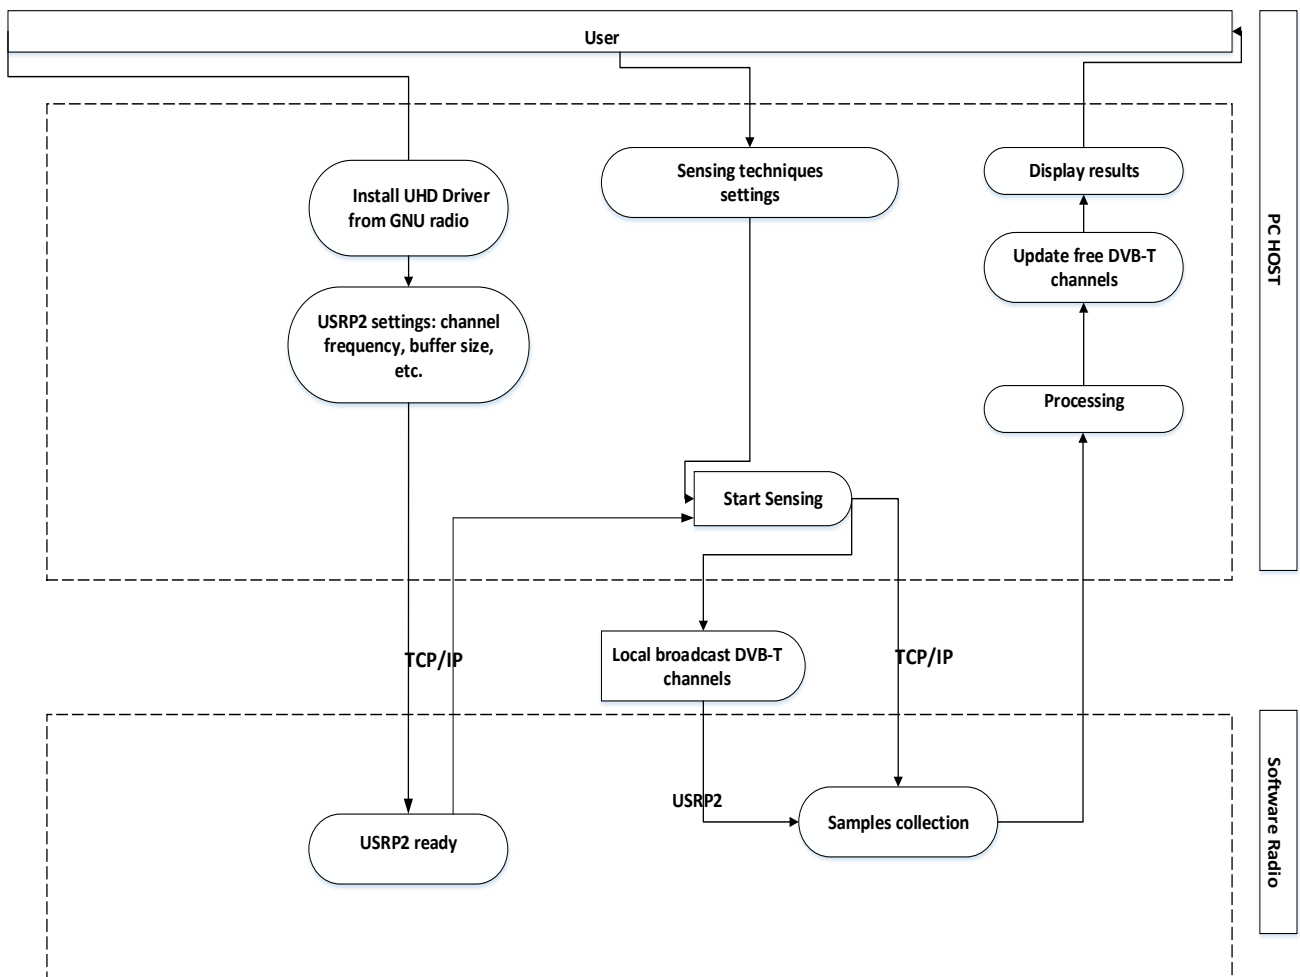 User
Install UHD Driver
from GNU radio
USRP2 settings: channel
frequency, buffer size,
etc.
Sensing techniques
settings
Display results
Update free DVB-T
channels
Processing
Start Sensing
PC HOST
TCP/IP
Local broadcast DVB-T
channels
TCP/IP
USRP2
USRP2 ready
Samples collection
Software Radio